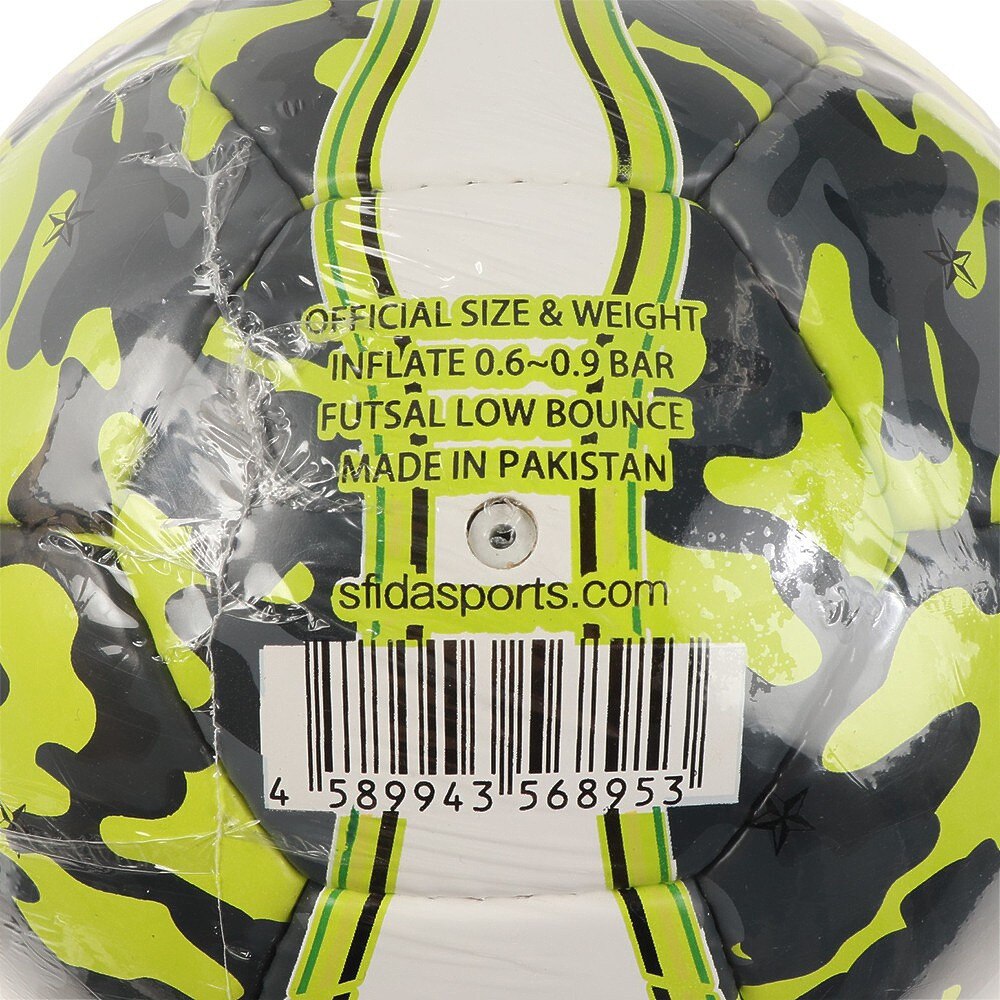 OFFICIAL SIZE & WEIGHT
INFLATE 0.6~0.9 BAR
FUTSAL LOW BOUNCE
MADE IN PAKISTAN
sfidasports.com
4 589943 568953